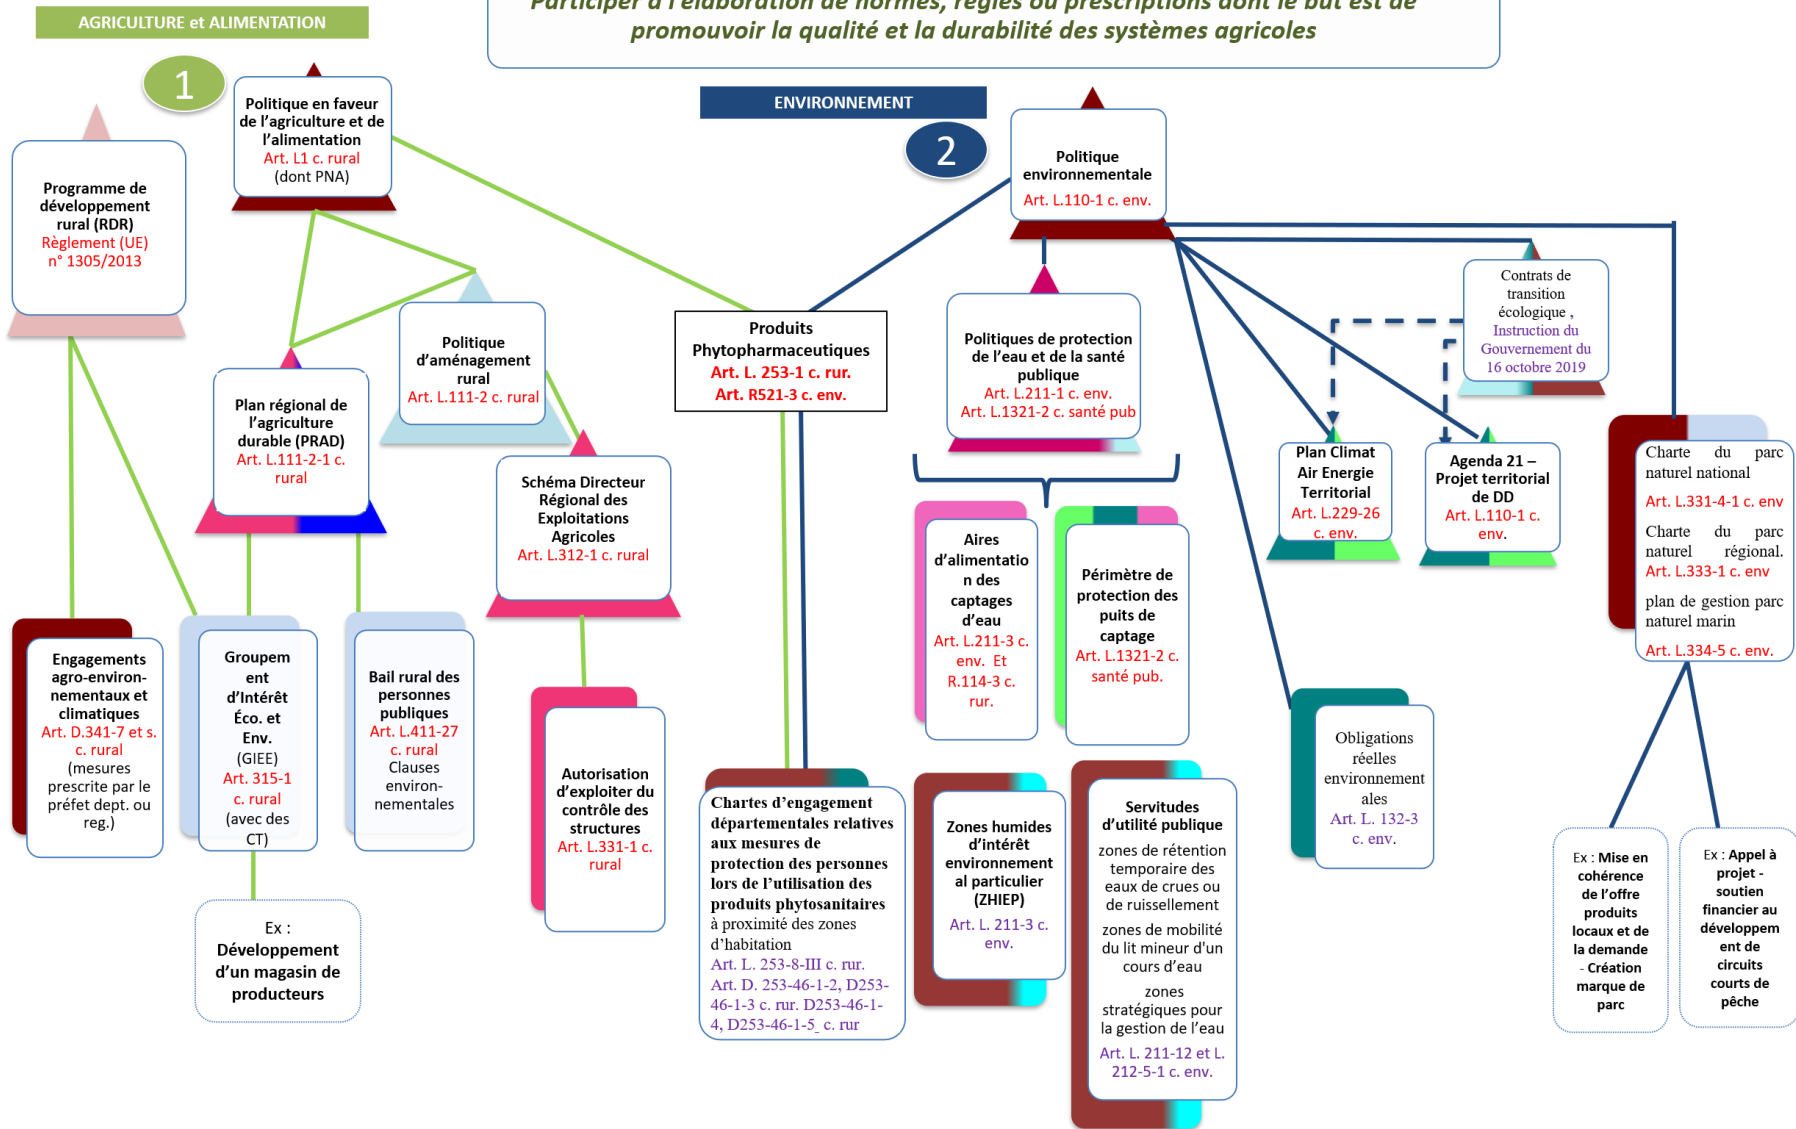 Participer à l'élaboration de normes, règles ou prescriptions dont le but est de
promouvoir la qualité et la durabilité des systèmes agricoles
AGRICULTURE et ALIMENTATION
1
Politique en faveur
de l'agriculture et de
l'alimentation
Art. L1 c. rural
(dont PNA)
Programme de
développement
rural (RDR)
Règlement (UE)
n° 1305/2013
Politique
d'aménagement
rural
Art. L.111-2 c. rural
Plan régional de
l'agriculture
durable (PRAD)
Art. L.111-2-1 c.
rural
Schéma Directeur
Régional des
Exploitations
Agricoles
Art. L.312-1 c. rural
Engagements
agro-environ-
nementaux et
climatiques
Art. D.341-7 et s.
c. rural
(mesures
prescrite par le
préfet dept. ou
reg.)
Groupem
ent
d'Intérêt
Éco. et
Env.
(GIEE)
Art. 315-1
c. rural
(avec des
CT)
Bail rural des
personnes
publiques
Art. L.411-27
c. rural
Clauses
environ-
nementales
Autorisation
d'exploiter du
contrôle des
structures
Art. L.331-1 c.
rural
Ex :
Développement
d'un magasin de
producteurs
ENVIRONNEMENT
2
Politique
environnementale
Art. L.110-1 c. env.
Produits
Phytopharmaceutiques
Art. L. 253-1 c. rur.
Art. R521-3 c. env.
Politiques de protection
de l'eau et de la santé
publique
Art. L.211-1 c. env.
Art. L.1321-2 c. santé pub
Contrats de
transition
écologique ,
Instruction du
Gouvernement du
16 octobre 2019
Plan Climat
Air Energie
Territorial
Art. L.229-26
c. env.
Agenda 21 –
Projet territorial
de DD
Art. L.110-1 c.
env.
Charte du parc
naturel national
Art. L.331-4-1 c. env
Charte du parc
naturel régional.
Art. L.333-1 c. env
plan de gestion parc
naturel marin
Art. L.334-5 c. env.
Aires
d'alimentatio
n des
captages
d'eau
Art. L.211-3 c.
env. Et
R.114-3 c.
rur.
Périmètre de
protection des
puits de
captage
Art. L.1321-2 c.
santé pub.
Chartes d'engagement
départementales relatives
aux mesures de
protection des personnes
lors de l'utilisation des
produits phytosanitaires
à proximité des zones
d'habitation
Art. L. 253-8-III c. rur.
Art. D. 253-46-1-2, D253-
46-1-3 c. rur. D253-46-1-
4, D253-46-1-5_ c. rur
Zones humides
d'intérêt
environnement
al particulier
(ZHIEP)
Art. L. 211-3 c.
env.
Servitudes
d'utilité publique
zones de rétention
temporaire des
eaux de crues ou
de ruissellement
zones de mobilité
du lit mineur d'un
cours d'eau
zones
stratégiques pour
la gestion de l'eau
Art. L. 211-12 et L.
212-5-1 c. env.
Obligations
réelles
environnement
ales
Art. L. 132-3
c. env.
Ex : Mise en
cohérence
de l'offre
produits
locaux et de
la demande
- Création
marque de
parc
Ex : Appel à
projet -
soutien
financier au
développem
ent de
circuits
courts de
pêche